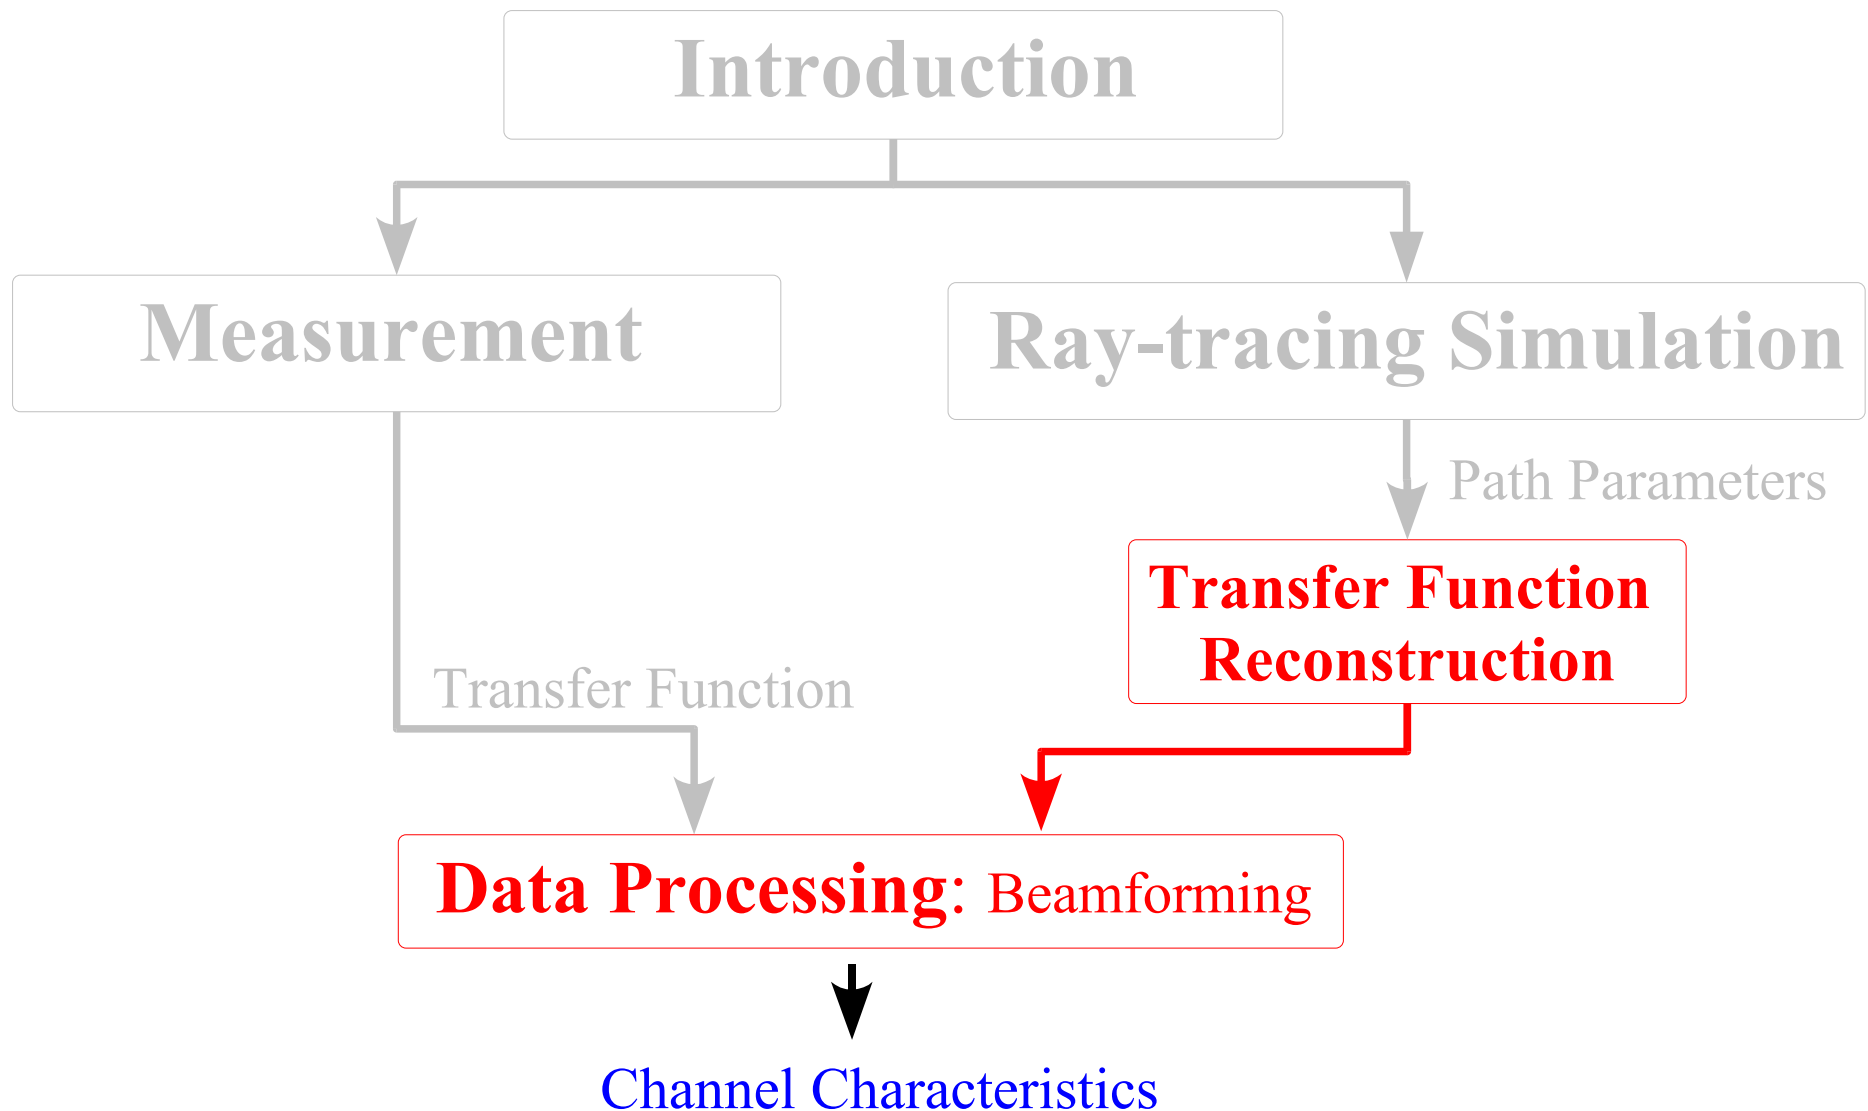 Introduction
Measurement
Ray-tracing Simulation
Path Parameters
Transfer Function
Reconstruction
Transfer Function
Data Processing: Beamforming
Channel Characteristics